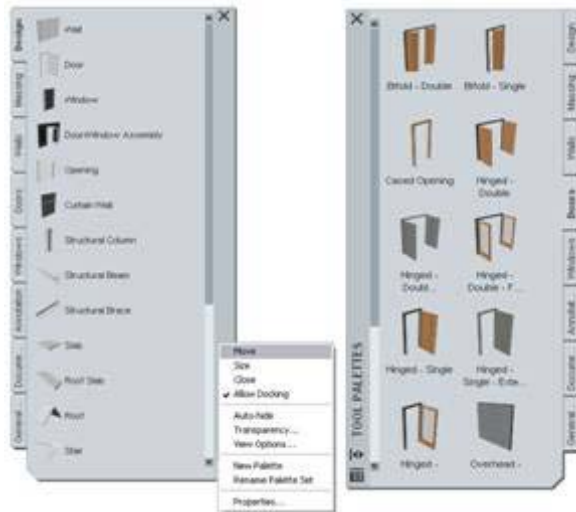 Design
Massing
Walls
Doors
Windows
Annotation
Docume
General
Wall
Door
Window
Door/Window Assembly
Opening
Curtain Wall
Structural Column
Structural Beam
Structural Brace
Slab
Roof Slab
Roof
Stair
Move
Size
Close
Allow Docking
Auto-hide
Transparency...
View Options...
New Palette
Rename Palette Set
Properties...
TOOL PALETTES
Bifold - Double
Bifold - Single
Cased Opening
Hinged -
Double
Hinged -
Doubl...
Hinged -
Double - F...
Hinged - Single
Hinged -
Single - Exte...
Hinged -
Overhead -
Design
Massing
Walls
Doors
Windows
Annotat
Docume
General